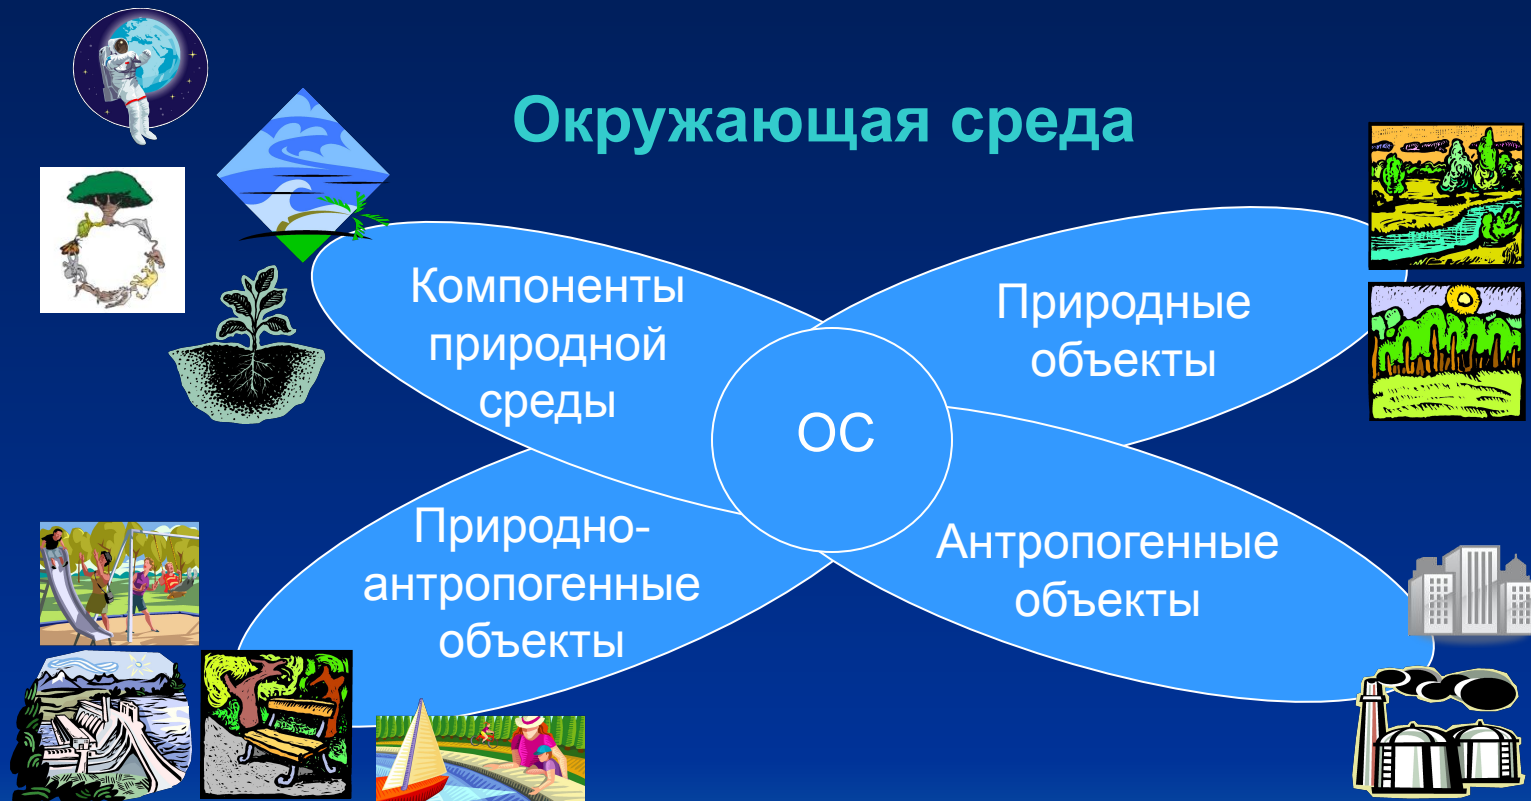 Окружающая среда
Компоненты
природной
среды
Природные
объекты
ОС
Природно-
антропогенные
объекты
Антропогенные
объекты